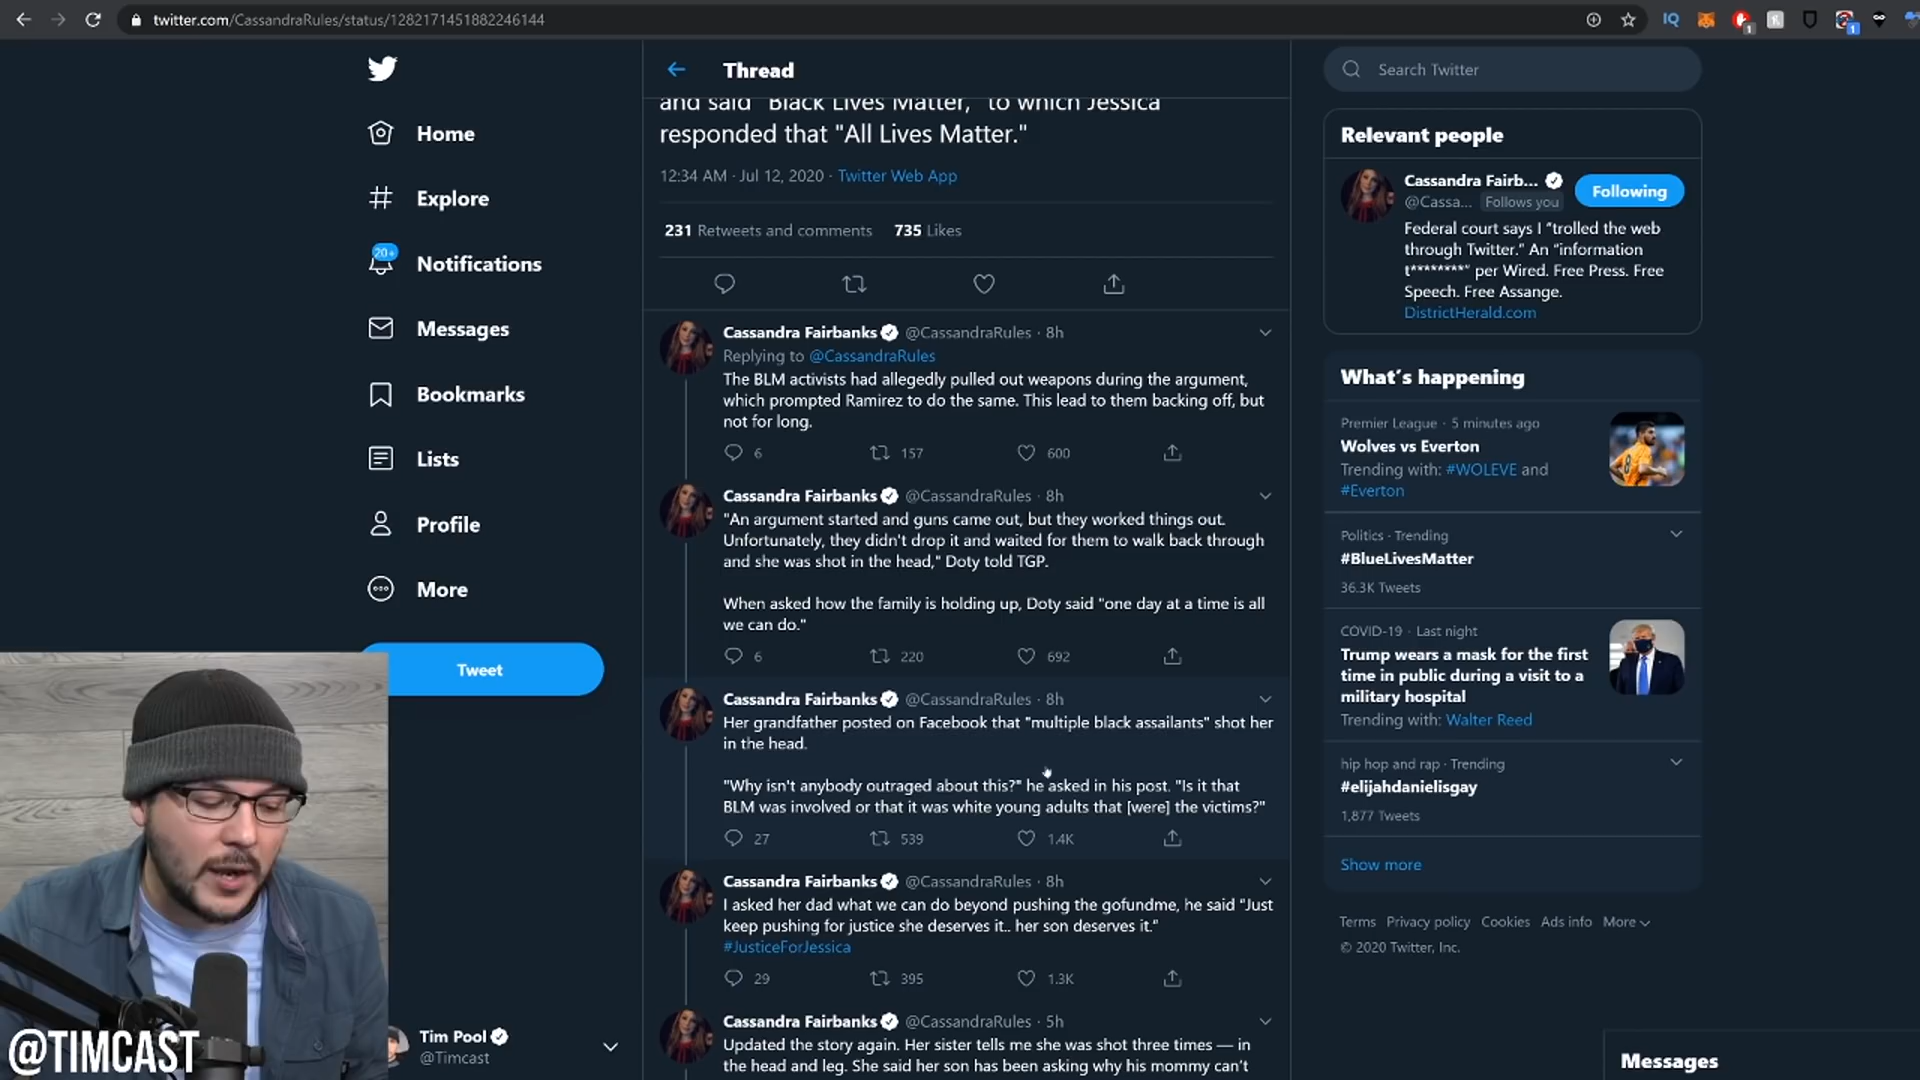 twitter.com/CassandraRules/status/1282171451882246144
IQ
1
1
Home
Explore
20+
Notifications
Messages
Bookmarks
Lists
Profile
More
Tweet
Tim Pool
@Timcast
@TIMCAST
Thread
and said "Black Lives Matter," to which Jessica
responded that "All Lives Matter."
12:34 AM · Jul 12, 2020 · Twitter Web App
231 Retweets and comments 735 Likes
Cassandra Fairbanks @CassandraRules · 8h
Replying to @CassandraRules
The BLM activists had allegedly pulled out weapons during the argument,
which prompted Ramirez to do the same. This lead to them backing off, but
not for long.
6 157 600
Cassandra Fairbanks @CassandraRules · 8h
"An argument started and guns came out, but they worked things out.
Unfortunately, they didn't drop it and waited for them to walk back through
and she was shot in the head," Doty told TGP.
When asked how the family is holding up, Doty said "one day at a time is all
we can do."
6 220 692
Cassandra Fairbanks @CassandraRules · 8h
Her grandfather posted on Facebook that "multiple black assailants" shot her
in the head.
"Why isn't anybody outraged about this?" he asked in his post. "Is it that
BLM was involved or that it was white young adults that [were] the victims?"
27 539 1.4K
Cassandra Fairbanks @CassandraRules · 8h
I asked her dad what we can do beyond pushing the gofundme, he said "Just
keep pushing for justice she deserves it.. her son deserves it."
#JusticeForJessica
29 395 1.3K
Cassandra Fairbanks @CassandraRules · 5h
Updated the story again. Her sister tells me she was shot three times — in
the head and leg. She said her son has been asking why his mommy can't
Search Twitter
Relevant people
Cassandra Fairb...
@Cassa... Follows you
Following
Federal court says I "trolled the web
through Twitter." An "information
t********" per Wired. Free Press. Free
Speech. Free Assange.
DistrictHerald.com
What's happening
Premier League · 5 minutes ago
Wolves vs Everton
Trending with: #WOLEVE and
#Everton
Politics · Trending
#BlueLivesMatter
36.3K Tweets
COVID-19 · Last night
Trump wears a mask for the first
time in public during a visit to a
military hospital
Trending with: Walter Reed
hip hop and rap · Trending
#elijahdanielisgay
1,877 Tweets
Show more
Terms Privacy policy Cookies Ads info More
© 2020 Twitter, Inc.
Messages